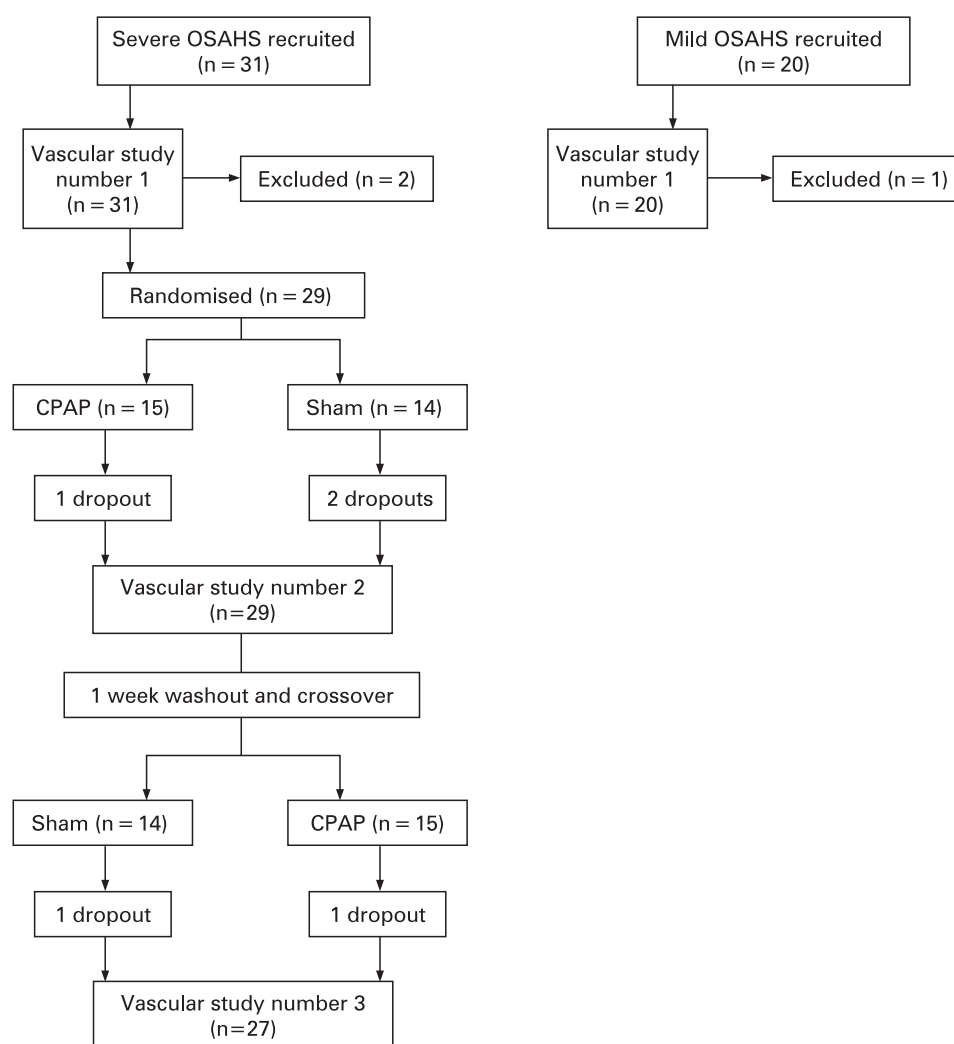 Severe OSAHS recruited
(n = 31)
Mild OSAHS recruited
(n = 20)
Vascular study
number 1
(n = 31)
Excluded (n = 2)
Vascular study
number 1
(n = 20)
Excluded (n = 1)
Randomised (n = 29)
CPAP (n = 15)
Sham (n = 14)
1 dropout
2 dropouts
Vascular study number 2
(n=29)
1 week washout and crossover
Sham (n = 14)
CPAP (n = 15)
1 dropout
1 dropout
Vascular study number 3
(n=27)